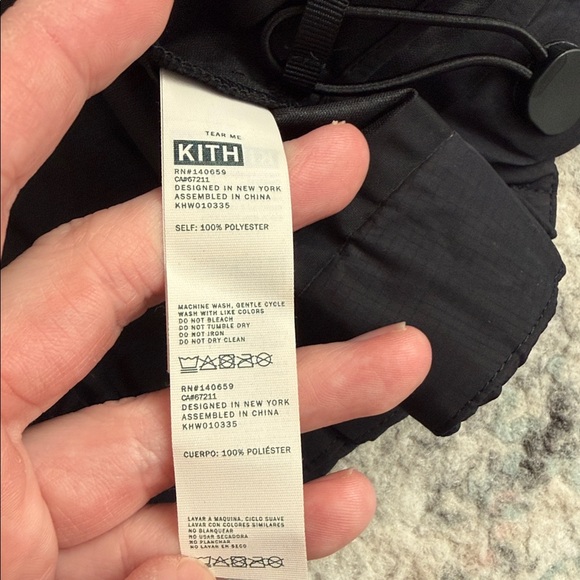 TEAR ME
KITH
RN#140659
CA#67211
DESIGNED IN NEW YORK
ASSEMBLED IN CHINA
KHW010335
SELF: 100% POLYESTER
MACHINE WASH, GENTLE CYCLE
WASH WITH LIKE COLORS
DO NOT BLEACH
DO NOT TUMBLE DRY
DO NOT IRON
DO NOT DRY CLEAN
RN#140659
CA#67211
DESIGNED IN NEW YORK
ASSEMBLED IN CHINA
KHW010335
CUERPO: 100% POLIÉSTER
LAVAR A MAQUINA, CICLO SUAVE
LAVAR CON COLORES SIMILARES
NO BLANQUEAR
NO USAR SECADORA
NO PLANCHAR
NO LAVAR EN SECO